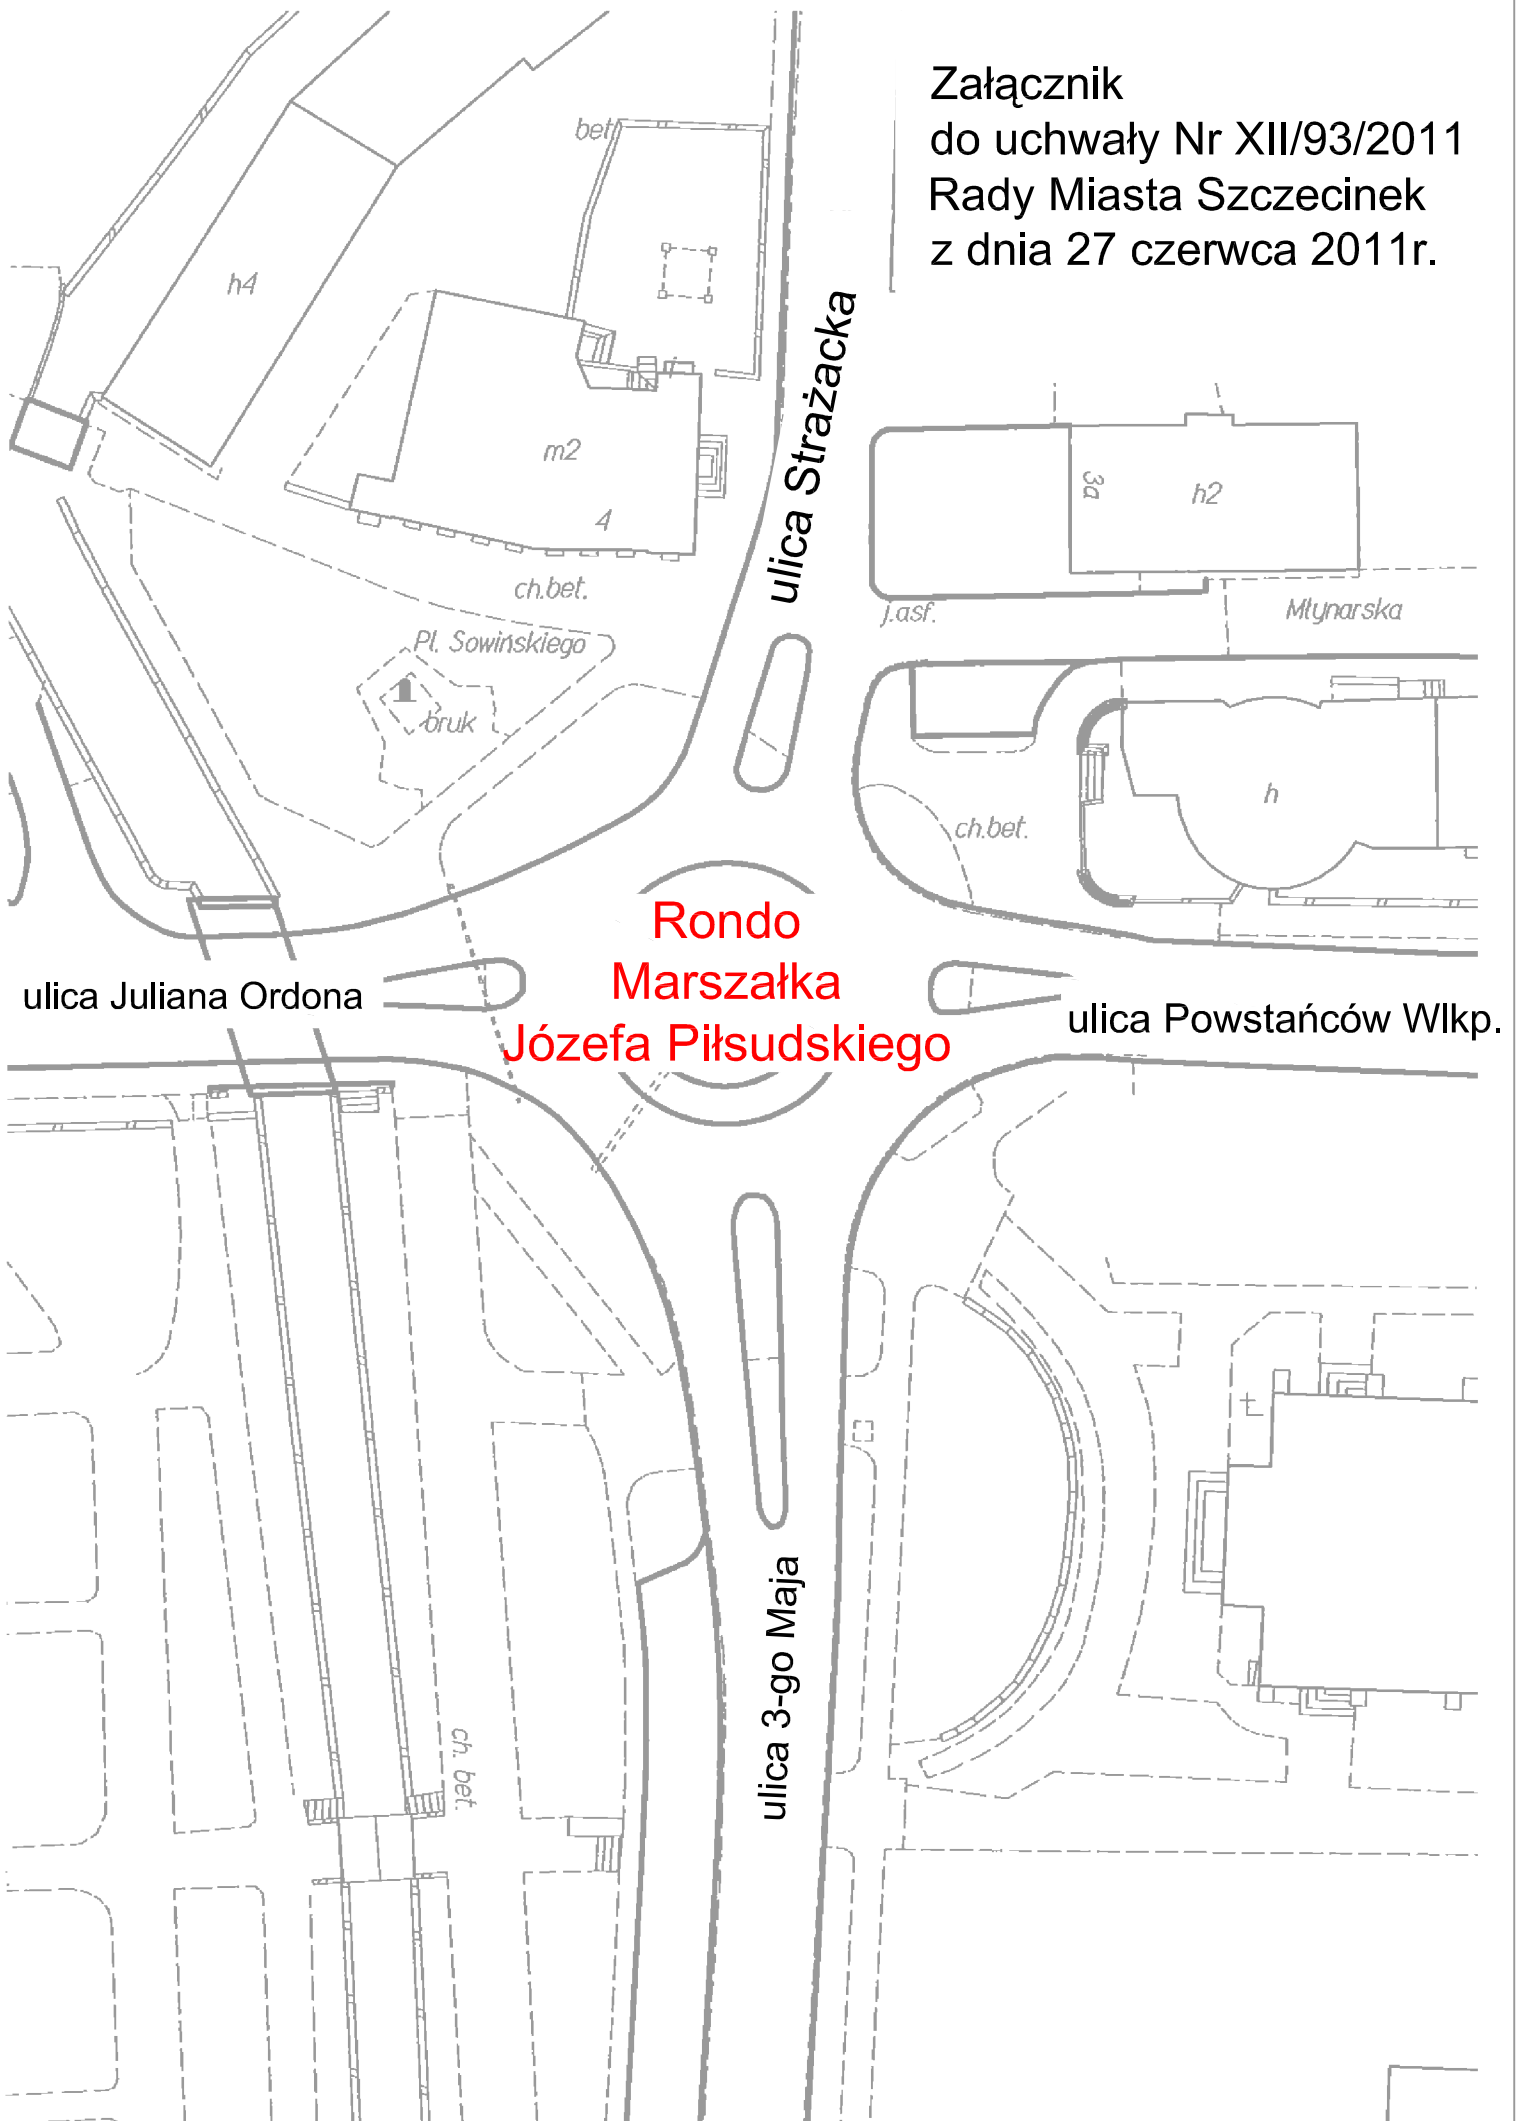 Załącznik
do uchwały Nr XII/93/2011
Rady Miasta Szczecinek
z dnia 27 czerwca 2011r.
bet.
h4
ulica Strażacka
m2
4
3a
h2
ch.bet.
j.asf.
Młynarska
Pl. Sowińskiego
bruk
h
ch.bet.
Rondo
Marszałka
Józefa Piłsudskiego
ulica Juliana Ordona
ulica Powstańców Wlkp.
ulica 3-go Maja
ch. bet.